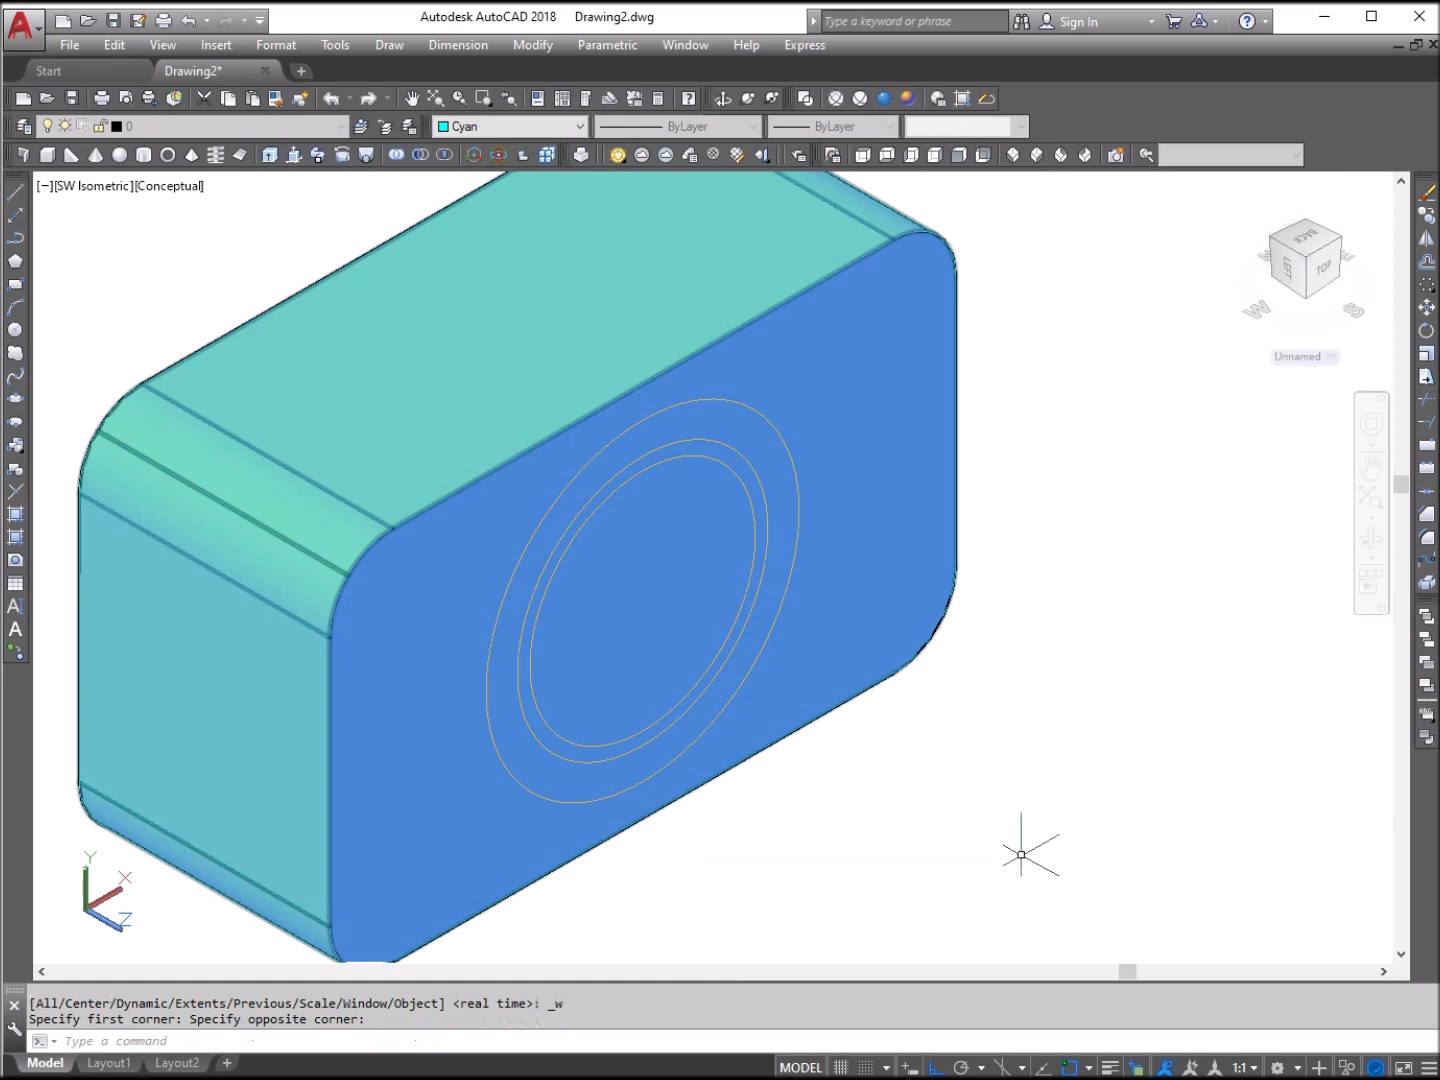 Autodesk AutoCAD 2018 Drawing2.dwg
Type a keyword or phrase
Sign In
File Edit View Insert Format Tools Draw Dimension Modify Parametric Window Help Express
Start
Drawing2*
0
Cyan
ByLayer
ByLayer
[−][SW Isometric][Conceptual]
BACK
LEFT
TOP
W
S
Unnamed
Y
X
Z
[All/Center/Dynamic/Extents/Previous/Scale/Window/Object] <real time>: _w
Specify first corner: Specify opposite corner:
Type a command
Model Layout1 Layout2 +
MODEL
1:1